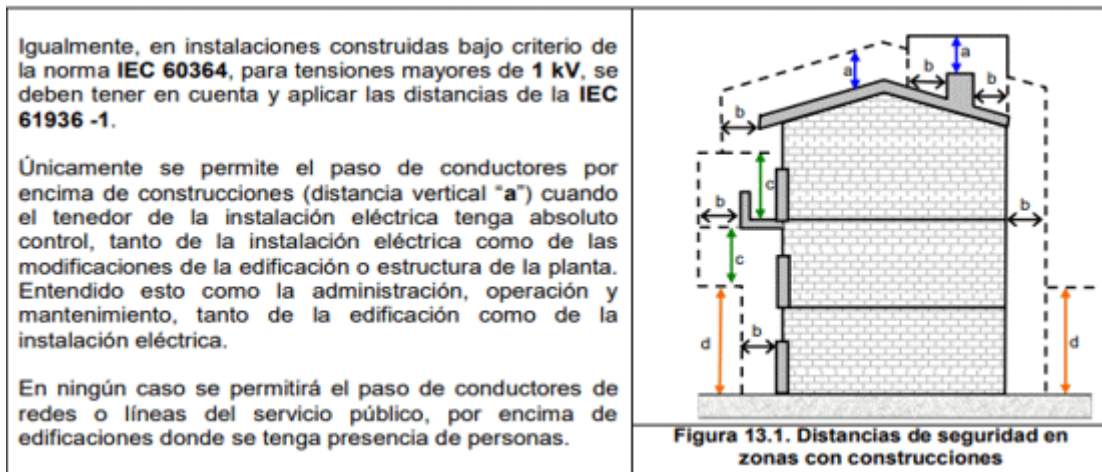 Igualmente, en instalaciones construidas bajo criterio de
la norma IEC 60364, para tensiones mayores de 1 kV, se
deben tener en cuenta y aplicar las distancias de la IEC
61936 -1.
Únicamente se permite el paso de conductores por
encima de construcciones (distancia vertical "a") cuando
el tenedor de la instalación eléctrica tenga absoluto
control, tanto de la instalación eléctrica como de las
modificaciones de la edificación o estructura de la planta.
Entendido esto como la administración, operación y
mantenimiento, tanto de la edificación como de la
instalación eléctrica.
En ningún caso se permitirá el paso de conductores de
redes o líneas del servicio público, por encima de
edificaciones donde se tenga presencia de personas.
a
a
b
b
b
c
b
b
c
d
b
d
Figura 13.1. Distancias de seguridad en
zonas con construcciones